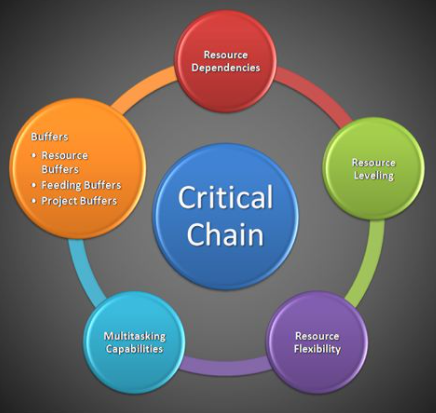 Resource
Dependencies
Resource
Leveling
Resource
Flexibility
Multitasking
Capabilities
Buffers
• Resource
Buffers
• Feeding Buffers
• Project Buffers
Critical
Chain